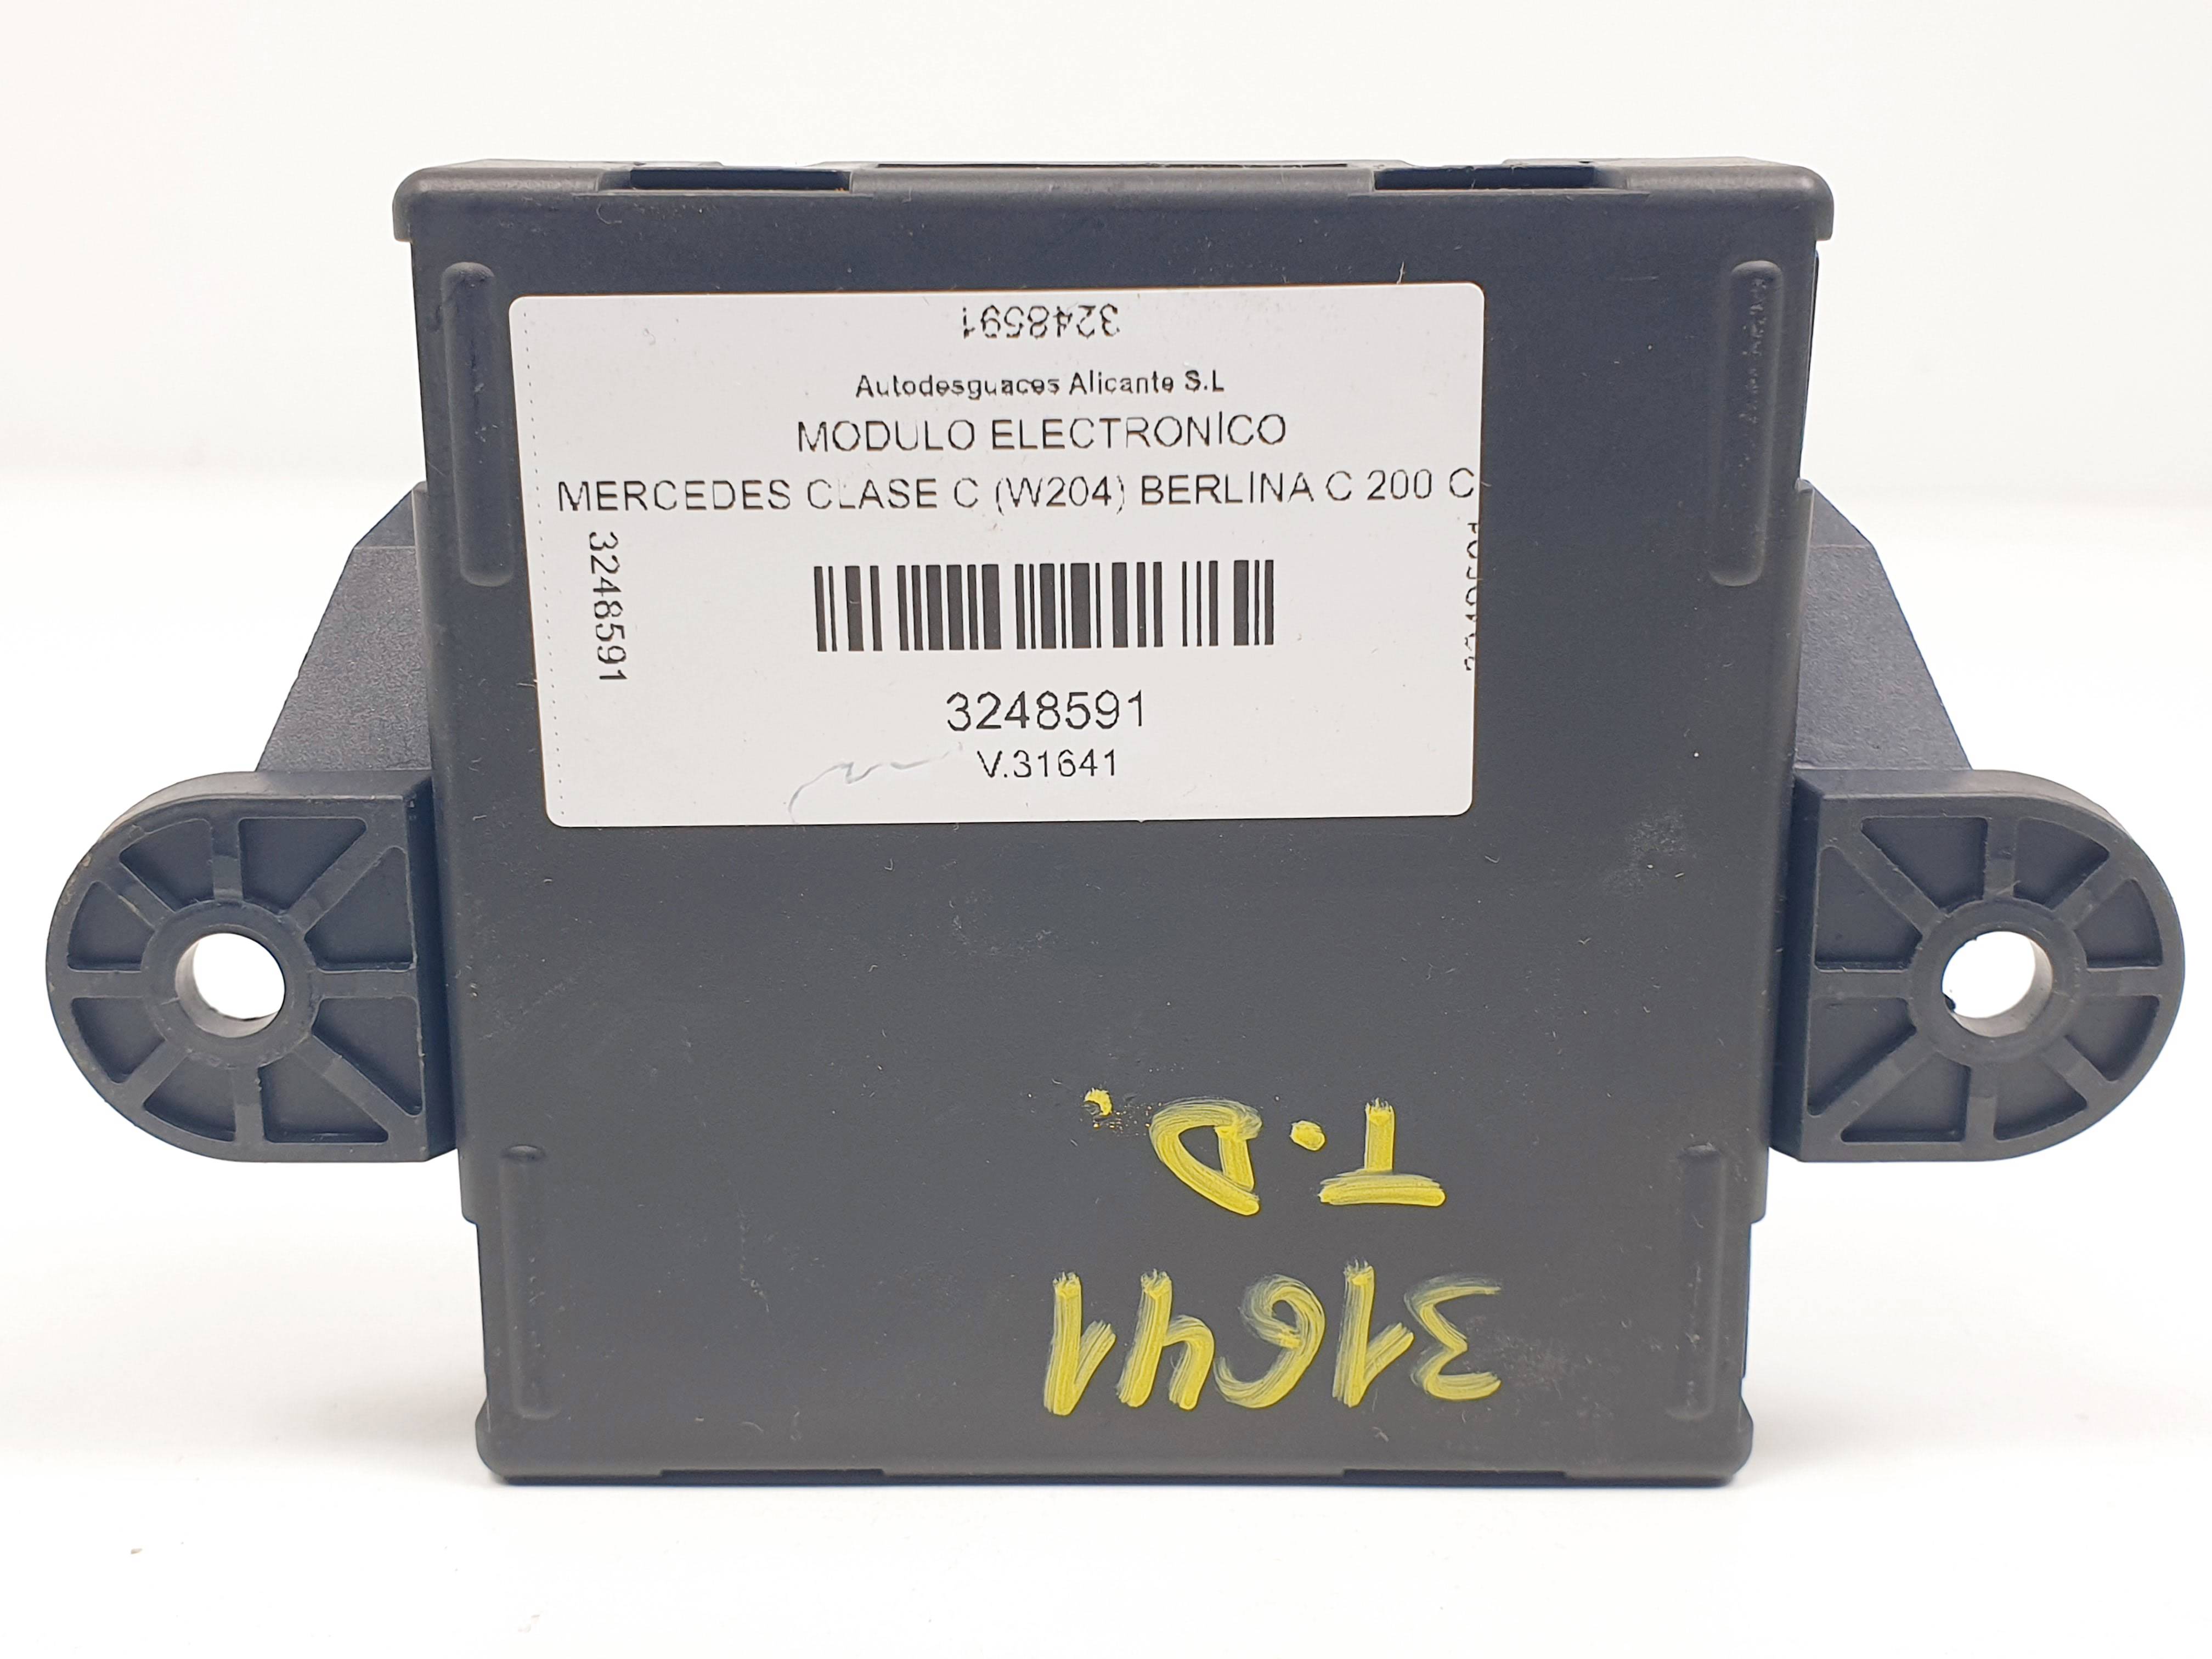 3248591
Autodesguaces Alicante S.L
MODULO ELECTRONICO
MERCEDES CLASE C (W204) BERLINA C 200 C
3248591
3248591
V.31641
31641
T.D.